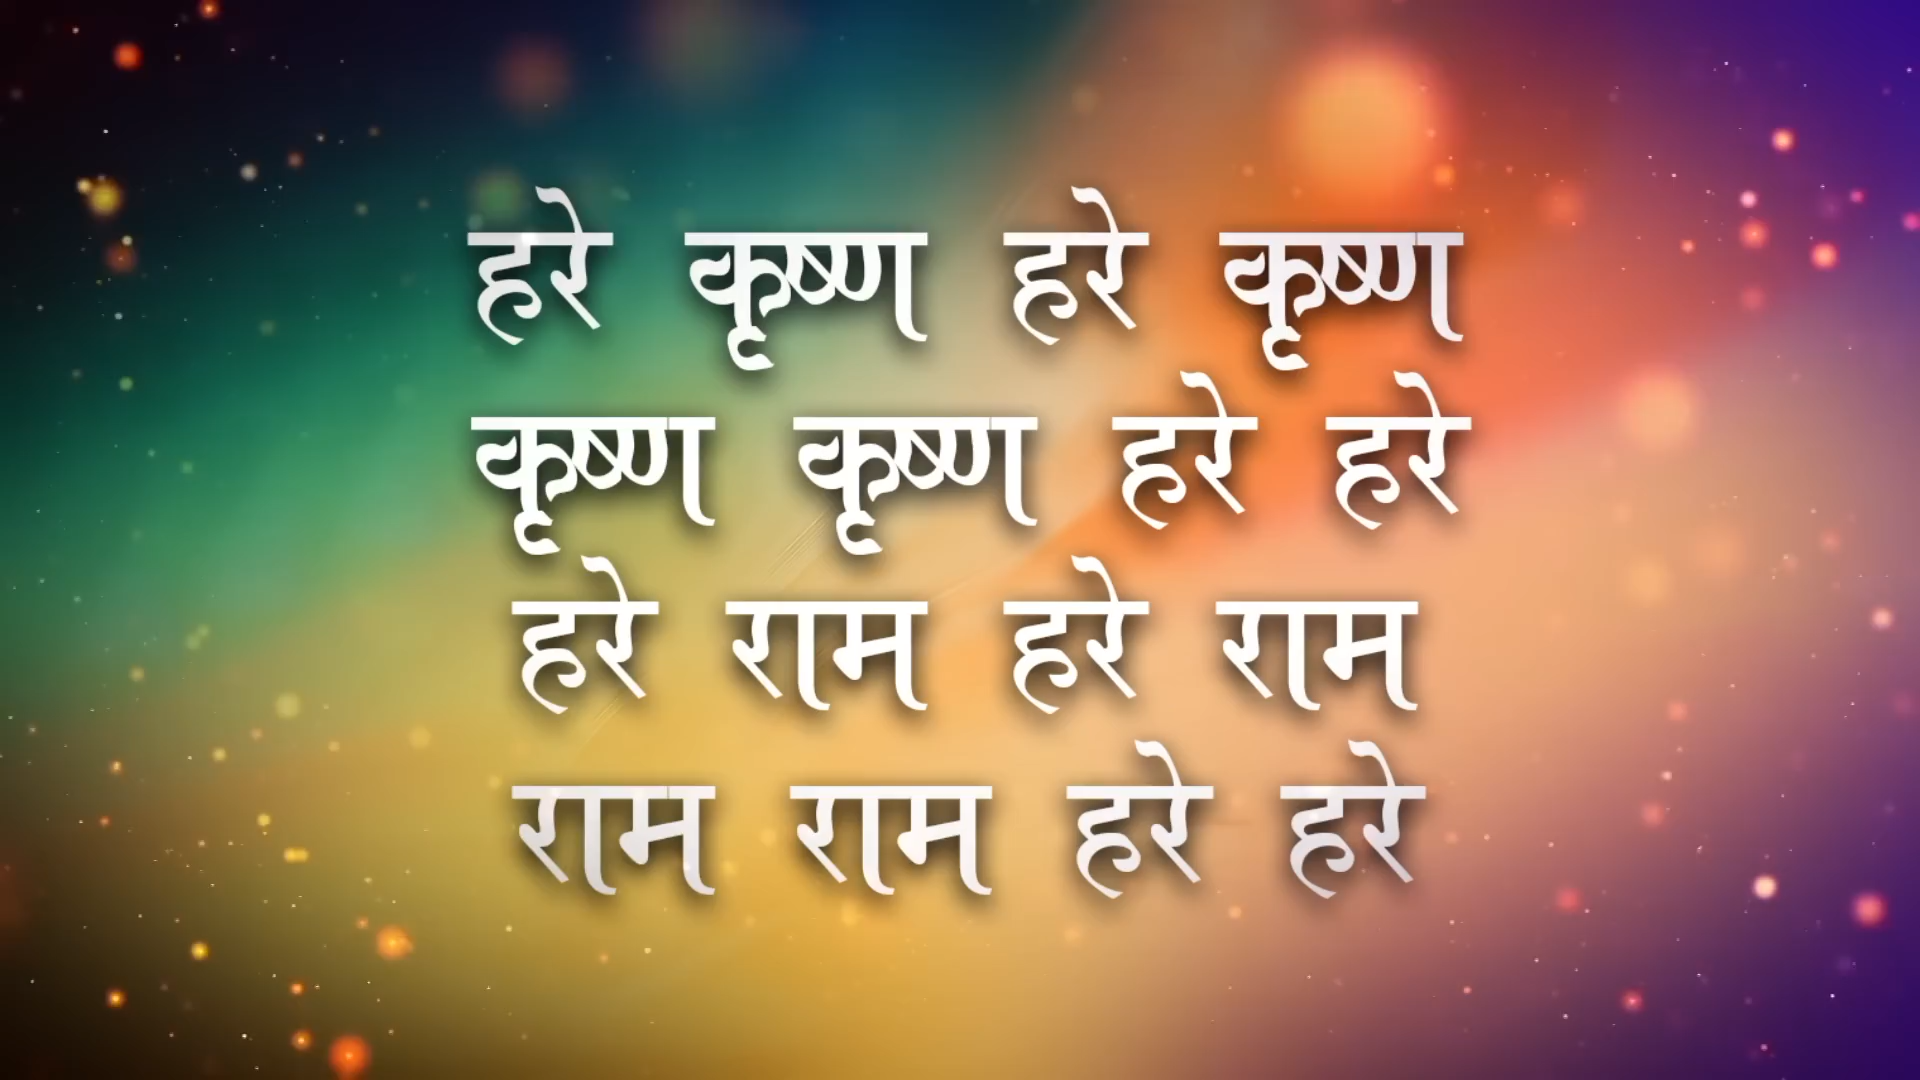 हरे कृष्ण हरे कृष्ण
कृष्ण कृष्ण हरे हरे
हरे राम हरे राम
राम राम हरे हरे